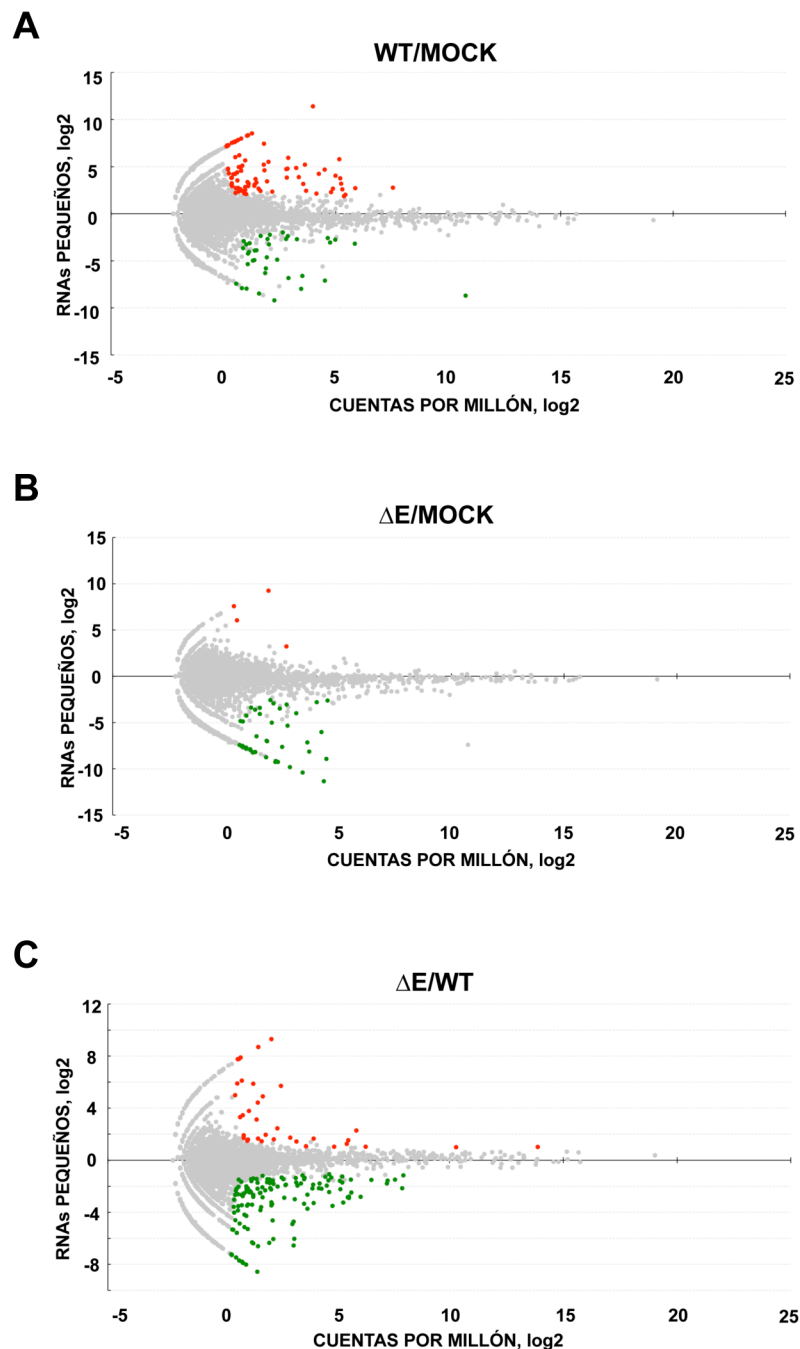 A
WT/MOCK
15
10
5
0
-5
-10
-15
RNAs PEQUEÑOS, log2
-5 0 5 10 15 20 25
CUENTAS POR MILLÓN, log2
B
∆E/MOCK
15
10
5
0
-5
-10
-15
RNAs PEQUEÑOS, log2
-5 0 5 10 15 20 25
CUENTAS POR MILLÓN, log2
C
∆E/WT
12
8
4
0
-4
-8
RNAs PEQUEÑOS, log2
-5 0 5 10 15 20 25
CUENTAS POR MILLÓN, log2